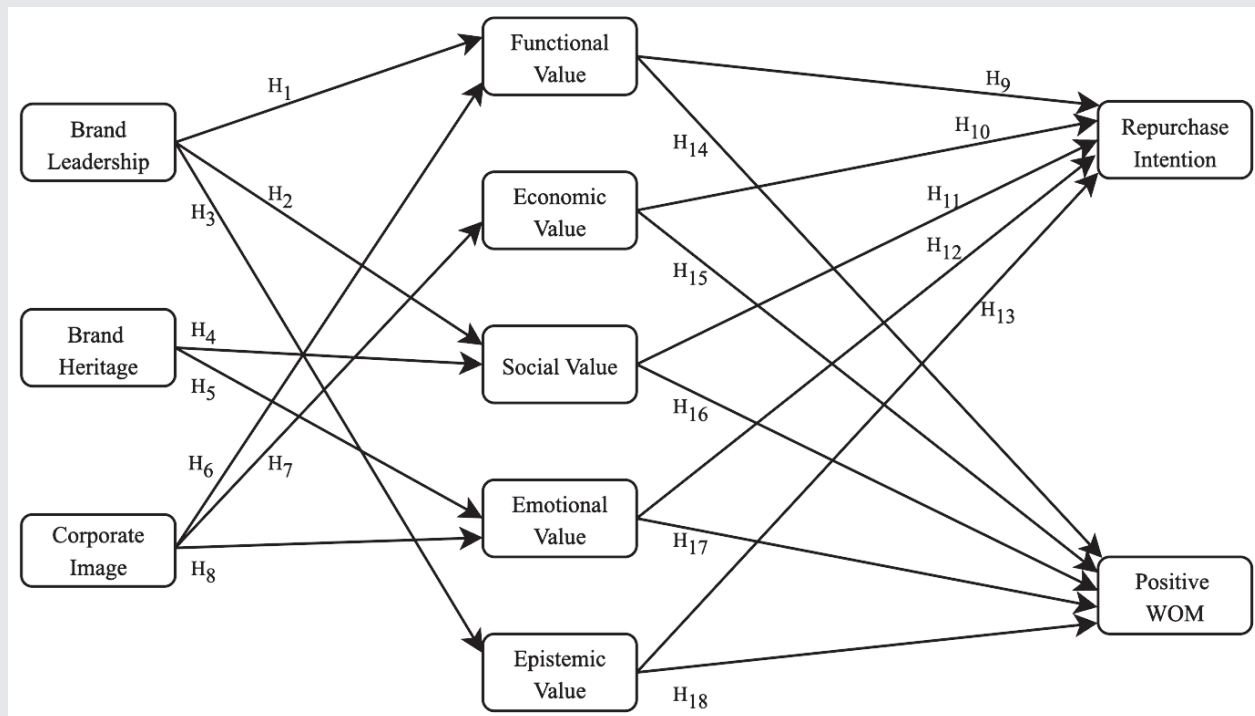 Brand
Leadership
Brand
Heritage
Corporate
Image
H1
H2
H3
H4
H5
H6
H7
H8
Functional
Value
Economic
Value
Social Value
Emotional
Value
Epistemic
Value
H9
H10
H11
H12
H13
H14
H15
H16
H17
H18
Repurchase
Intention
Positive
WOM